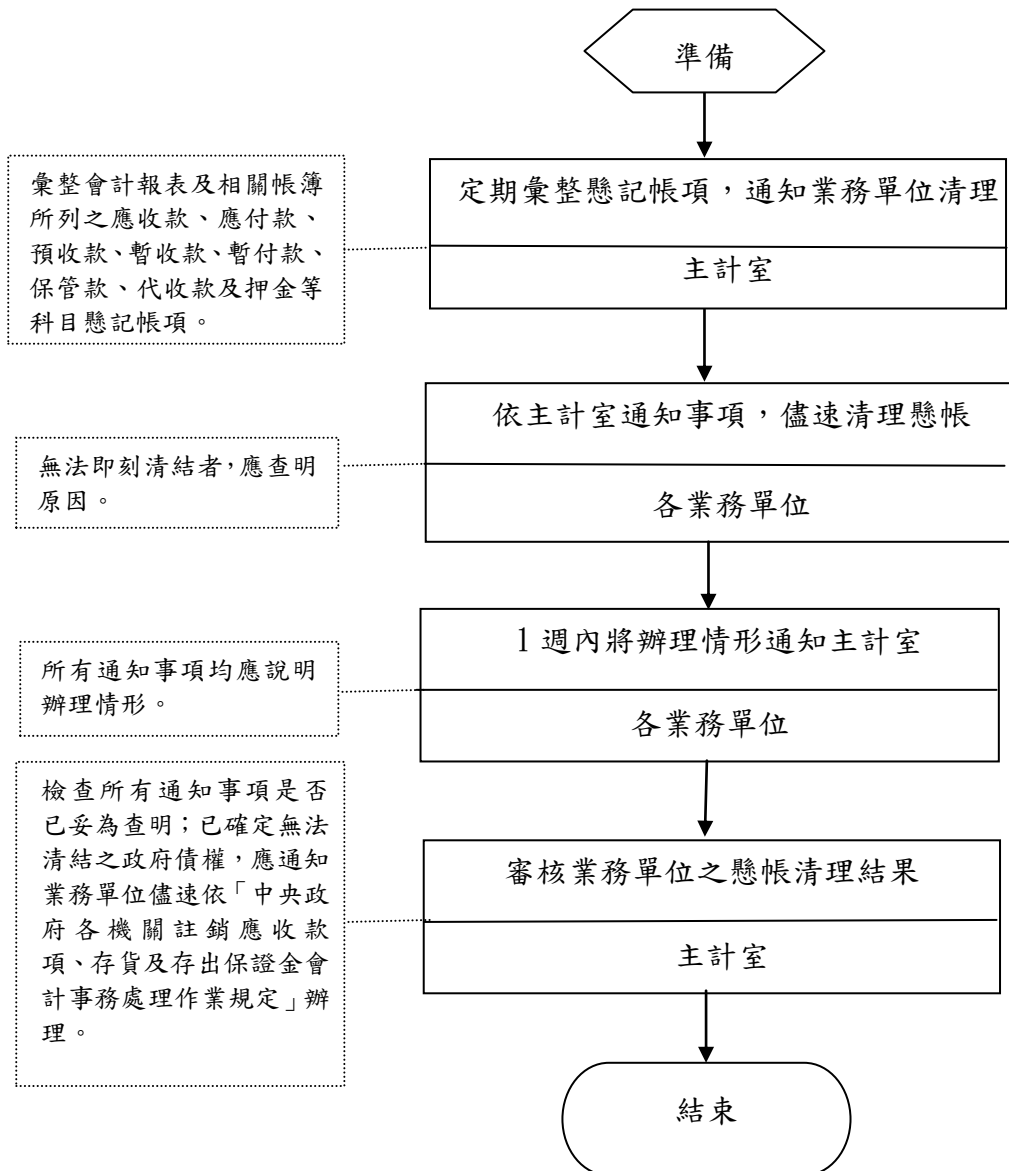 準備
定期彙整懸記帳項，通知業務單位清理
主計室
彙整會計報表及相關帳簿
所列之應收款、應付款、
預收款、暫收款、暫付款、
保管款、代收款及押金等
科目懸記帳項。
依主計室通知事項，儘速清理懸帳
各業務單位
無法即刻清結者，應查明
原因。
1 週內將辦理情形通知主計室
各業務單位
所有通知事項均應說明
辦理情形。
審核業務單位之懸帳清理結果
主計室
檢查所有通知事項是否
已妥為查明；已確定無法
清結之政府債權，應通知
業務單位儘速依「中央政
府各機關註銷應收款
項、存貨及存出保證金會
計事務處理作業規定」辦
理。
結束